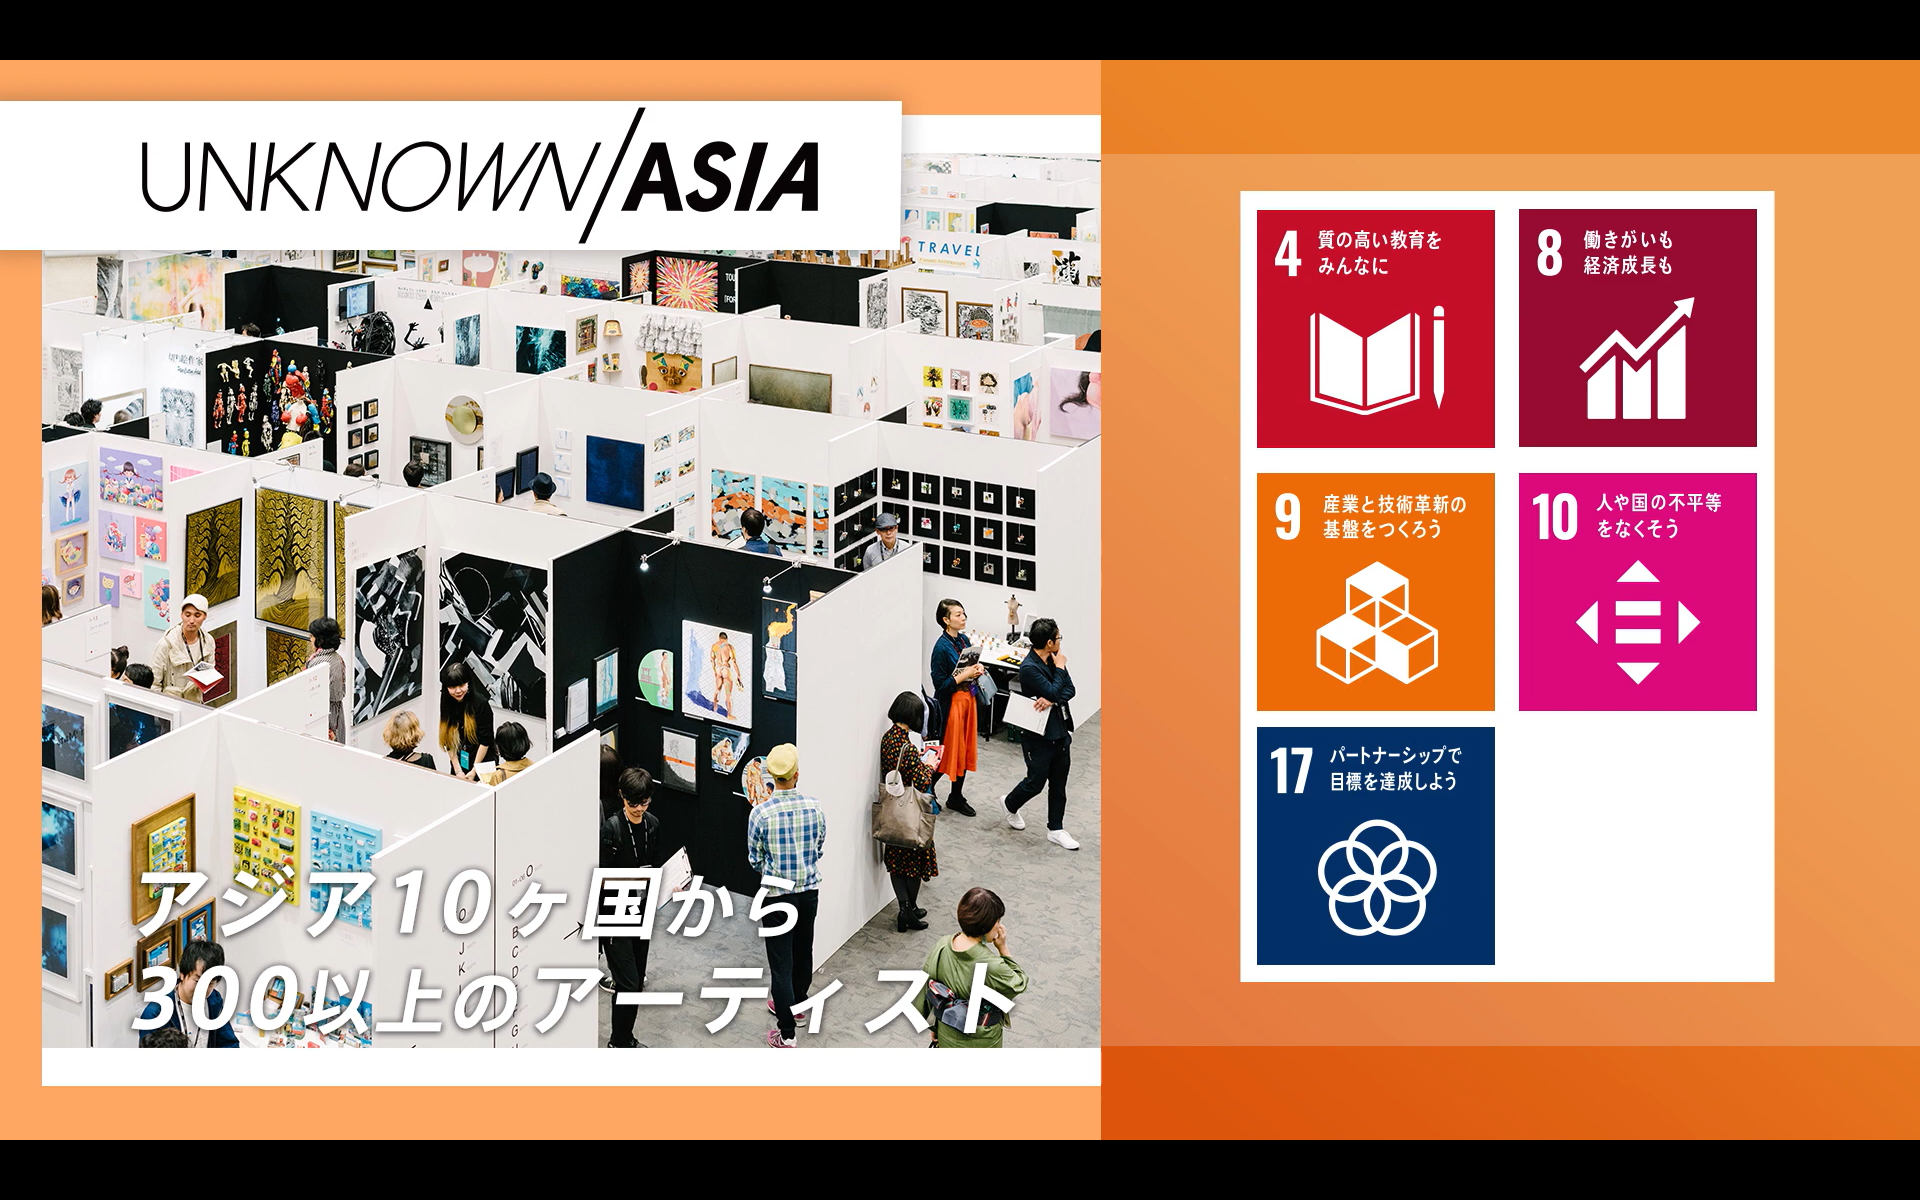 UNKNOWN/ASIA
TRAVEL
アジア10ヶ国から
300以上のアーティスト
4 質の高い教育を
みんなに
8 働きがいも
経済成長も
9 産業と技術革新の
基盤をつくろう
10 人や国の不平等
をなくそう
17 パートナーシップで
目標を達成しよう